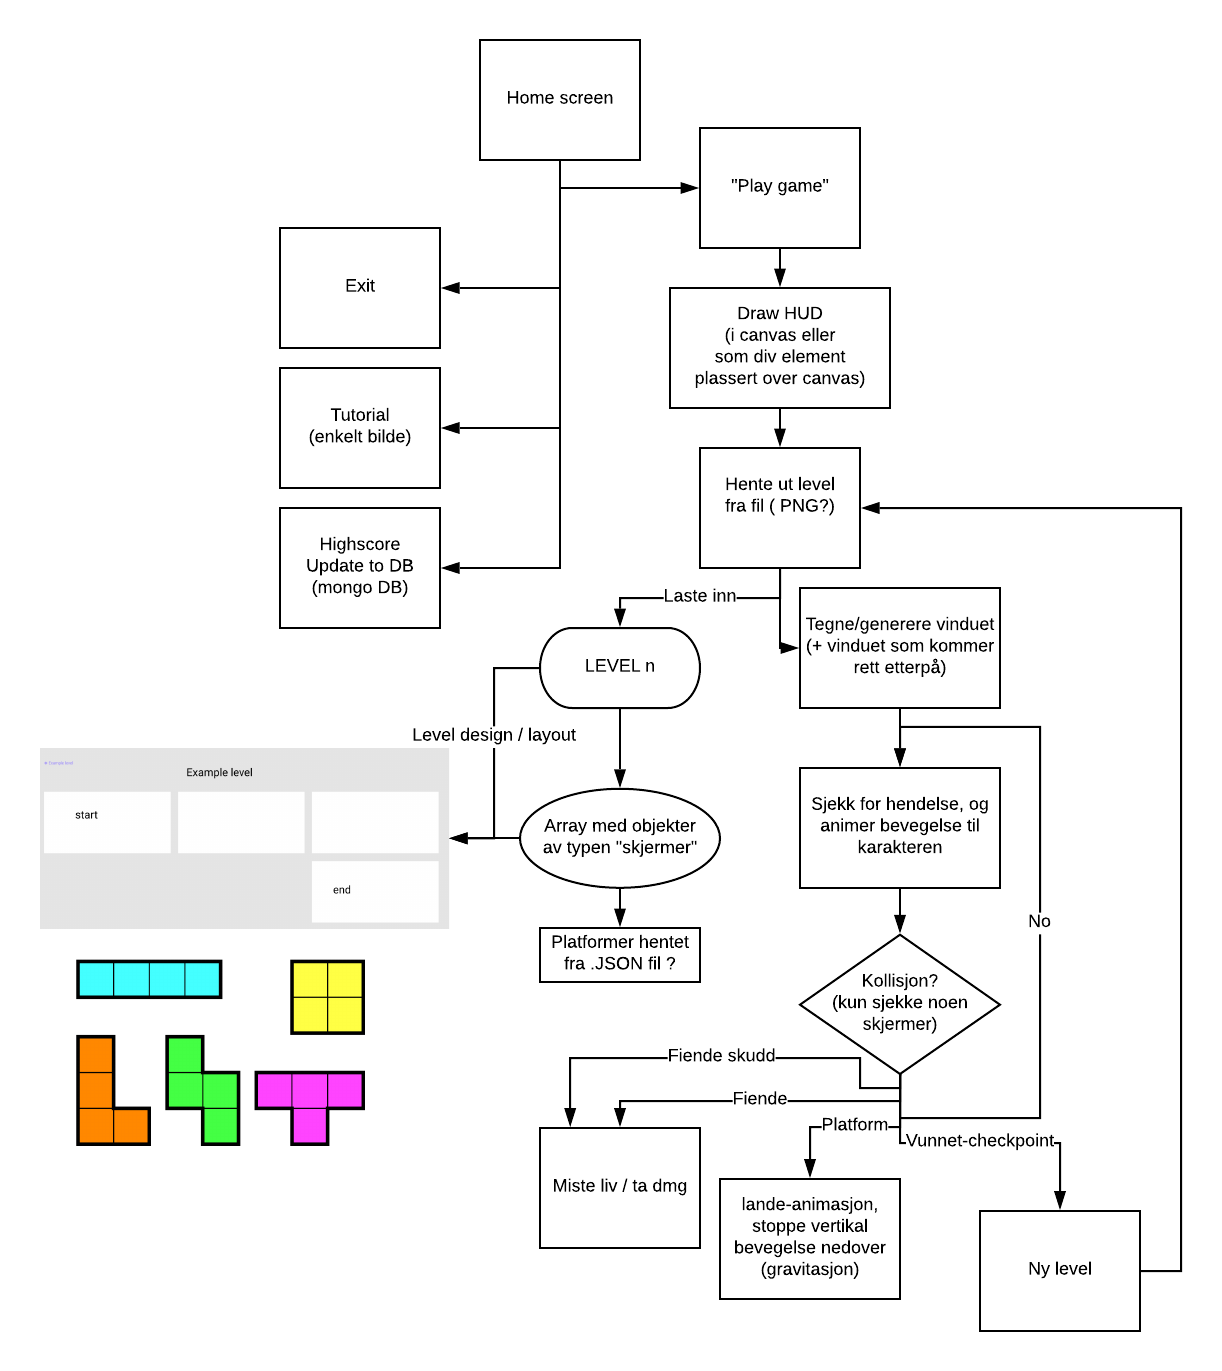 Home screen
"Play game"
Exit
Draw HUD
(i canvas eller
som div element
plassert over canvas)
Tutorial
(enkelt bilde)
Hente ut level
fra fil ( PNG?)
Highscore
Update to DB
(mongo DB)
Laste inn
Tegne/generere vinduet
(+ vinduet som kommer
rett etterpå)
LEVEL n
Level design / layout
Example level
Example level
start
end
Array med objekter
av typen "skjermer"
Sjekk for hendelse, og
animer bevegelse til
karakteren
No
Platformer hentet
fra .JSON fil ?
Kollisjon?
(kun sjekke noen
skjermer)
Fiende skudd
Fiende
Platform
Vunnet-checkpoint
Miste liv / ta dmg
lande-animasjon,
stoppe vertikal
bevegelse nedover
(gravitasjon)
Ny level